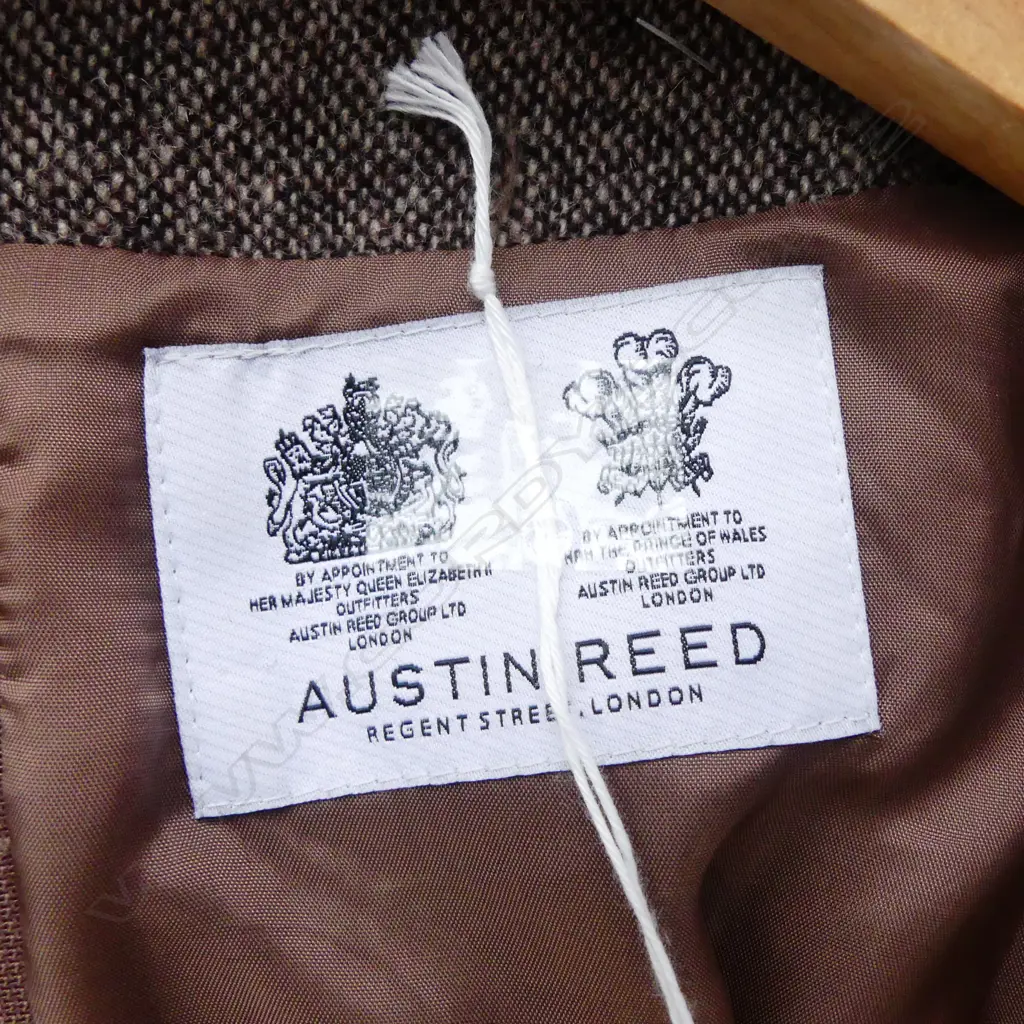 BY APPOINTMENT TO
HER MAJESTY QUEEN ELIZABETH II
OUTFITTERS
AUSTIN REED GROUP LTD
LONDON
BY APPOINTMENT TO
HRH THE PRINCE OF WALES
OUTFITTERS
AUSTIN REED GROUP LTD
LONDON
AUSTIN REED
REGENT STREET, LONDON